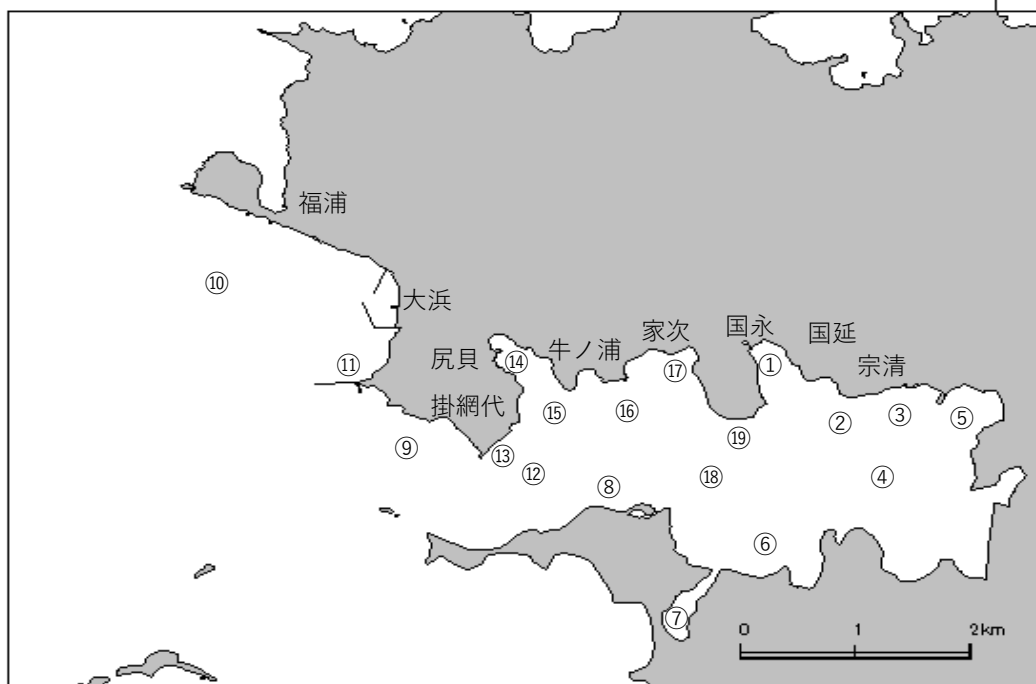 福浦
⑩
大浜
⑪
尻貝
掛網代
⑨
⑭
牛ノ浦
⑮
⑯
家次
⑰
国永
①
国延
宗清
②
③
⑤
⑲
⑬
⑫
⑧
⑱
④
⑥
⑦
0 1 2km